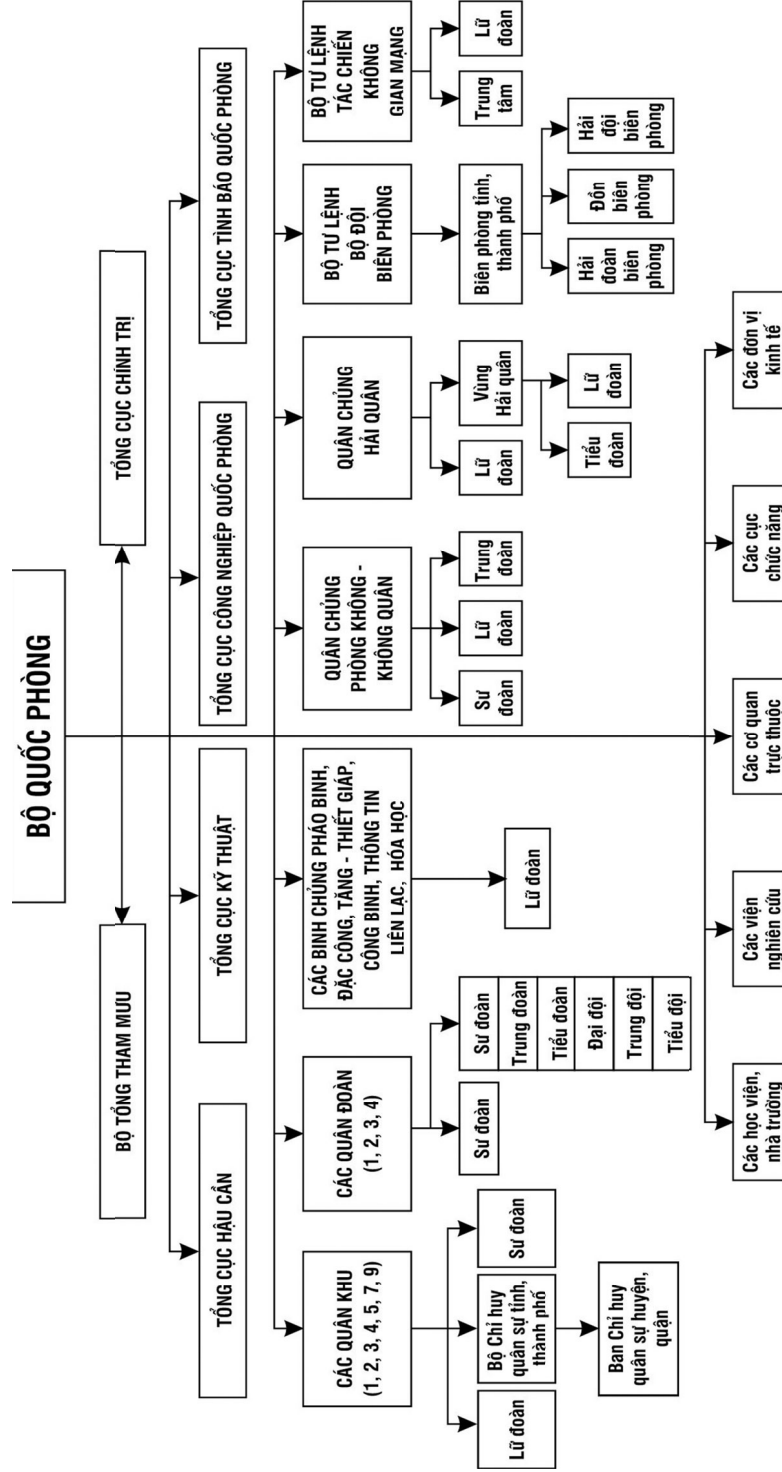 BỘ QUỐC PHÒNG
BỘ TỔNG THAM MƯU
TỔNG CỤC CHÍNH TRỊ
TỔNG CỤC HẬU CẦN
TỔNG CỤC KỸ THUẬT
TỔNG CỤC CÔNG NGHIỆP QUỐC PHÒNG
TỔNG CỤC TÌNH BÁO QUỐC PHÒNG
CÁC QUÂN KHU
(1, 2, 3, 4, 5, 7, 9)
CÁC QUÂN ĐOÀN
(1, 2, 3, 4)
CÁC BINH CHỦNG PHÁO BINH,
ĐẶC CÔNG, TĂNG - THIẾT GIÁP,
CÔNG BINH, THÔNG TIN
LIÊN LẠC, HÓA HỌC
QUÂN CHỦNG
PHÒNG KHÔNG -
KHÔNG QUÂN
QUÂN CHỦNG
HẢI QUÂN
BỘ TƯ LỆNH
BỘ ĐỘI
BIÊN PHÒNG
BỘ TƯ LỆNH
TÁC CHIẾN
KHÔNG
GIAN MẠNG
Lữ đoàn
Bộ Chỉ huy
quân sự tỉnh,
thành phố
Sư đoàn
Ban Chỉ huy
quân sự huyện,
quận
Sư đoàn
Sư đoàn
Trung đoàn
Tiểu đoàn
Đại đội
Trung đội
Tiểu đội
Lữ đoàn
Sư
đoàn
Lữ
đoàn
Trung
đoàn
Lữ
đoàn
Vùng
Hải quân
Tiểu
đoàn
Lữ
đoàn
Biên phòng tỉnh,
thành phố
Hải
đoàn
biên
phòng
Đồn
biên
phòng
Hải
đội
biên
phòng
Trung
tâm
Lữ
đoàn
Các học viện,
nhà trường
Các viện
nghiên cứu
Các cơ quan
trực thuộc
Các cục
chức năng
Các đơn vị
kinh tế